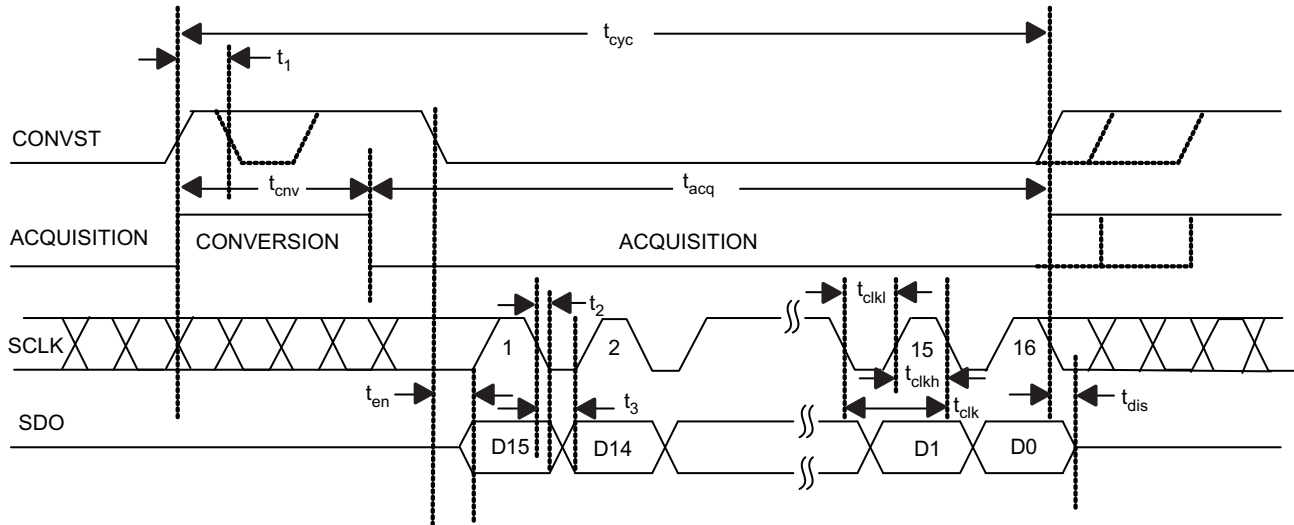 tcyc
t1
CONVST
tcnv
tacq
ACQUISITION
CONVERSION
ACQUISITION
t2
tclkl
SCLK
1
2
15
16
tclkh
ten
t3
tclk
tdis
SDO
D15
D14
D1
D0